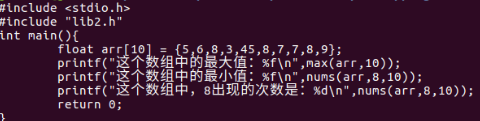 #include <stdio.h>
#include "lib2.h"
int main(){
float arr[10] = {5,6,8,3,45,8,7,7,8,9};
printf("这个数组中的最大值：%f\n",max(arr,10));
printf("这个数组中的最小值：%f\n",nums(arr,8,10));
printf("这个数组中，8出现的次数是：%d\n",nums(arr,8,10));
return 0;
}